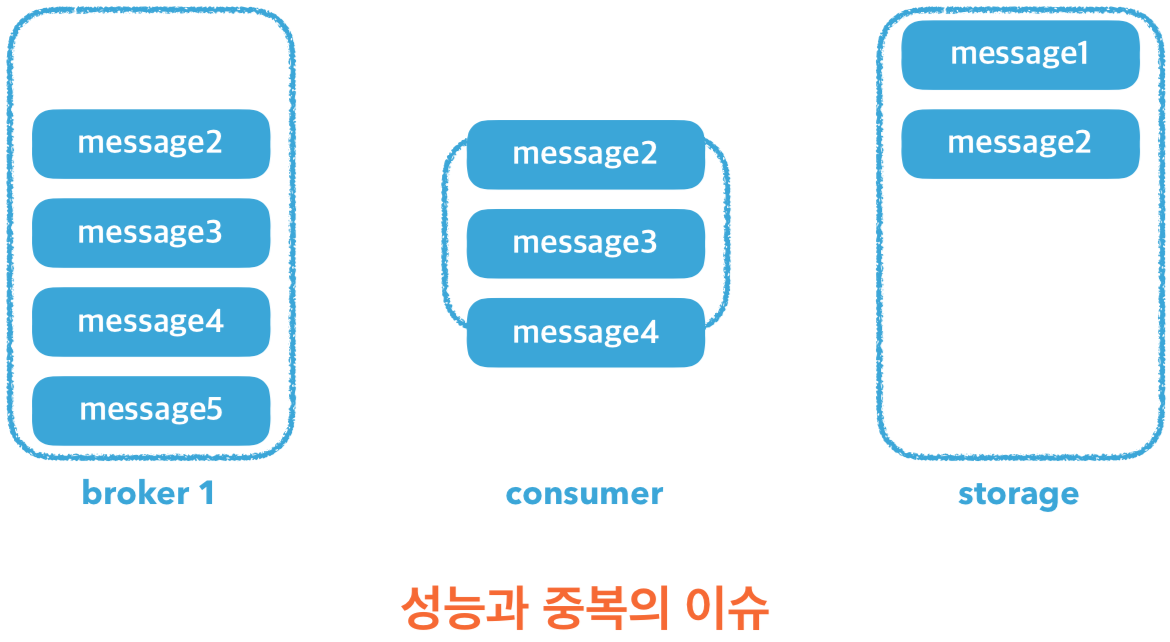 message2
message3
message4
message5
broker 1
message2
message3
message4
consumer
message1
message2
storage
성능과 중복의 이슈